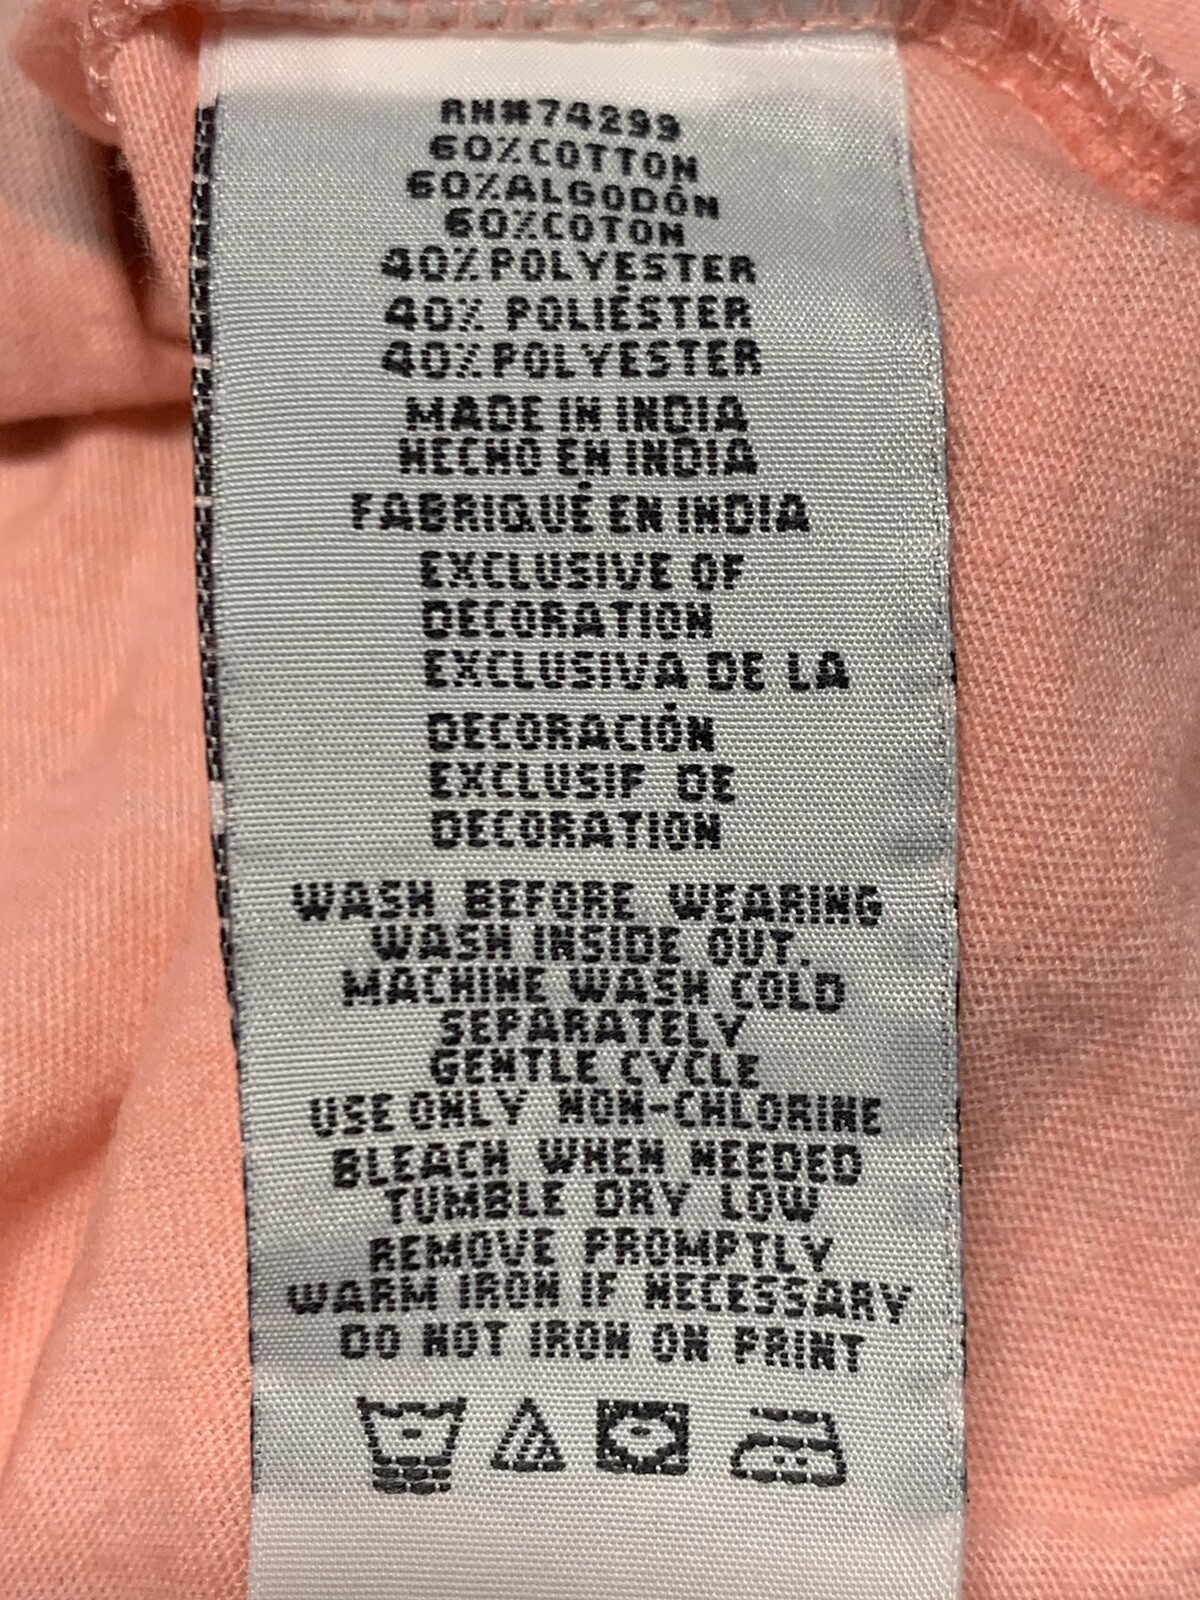 RN#74299
60%COTTON
60%ALGODÓN
60%COTON
40%POLYESTER
40% POLIÉSTER
40%POLYESTER
MADE IN INDIA
HECHO EN INDIA
FABRIQUÉ EN INDIA
EXCLUSIVE OF
DECORATION
EXCLUSIVA DE LA
DECORACIÓN
EXCLUSIF DE
DECORATION
WASH BEFORE WEARING
WASH INSIDE OUT.
MACHINE WASH COLD
SEPARATELY
GENTLE CYCLE
USE ONLY NON-CHLORINE
BLEACH WHEN NEEDED
TUMBLE DRY LOW
REMOVE PROMPTLY
WARM IRON IF NECESSARY
DO NOT IRON ON PRINT